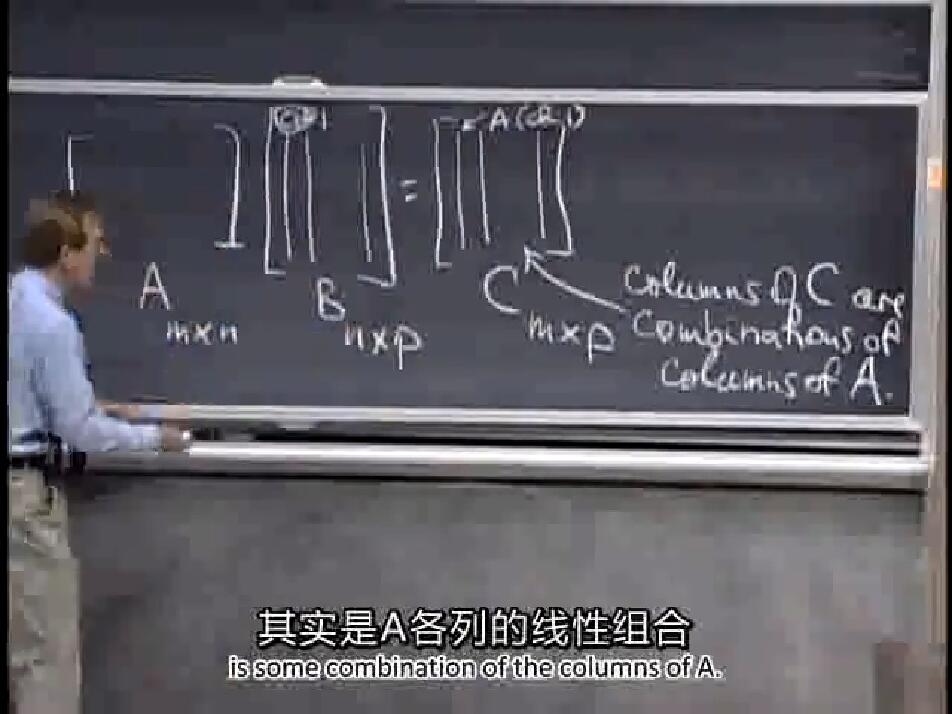 col 1
=
A (col 1)
A
m×n
B
n×p
C
m×p
Columns of C are
Combinations of
columns of A.
其实是A各列的线性组合
is some combination of the columns of A.